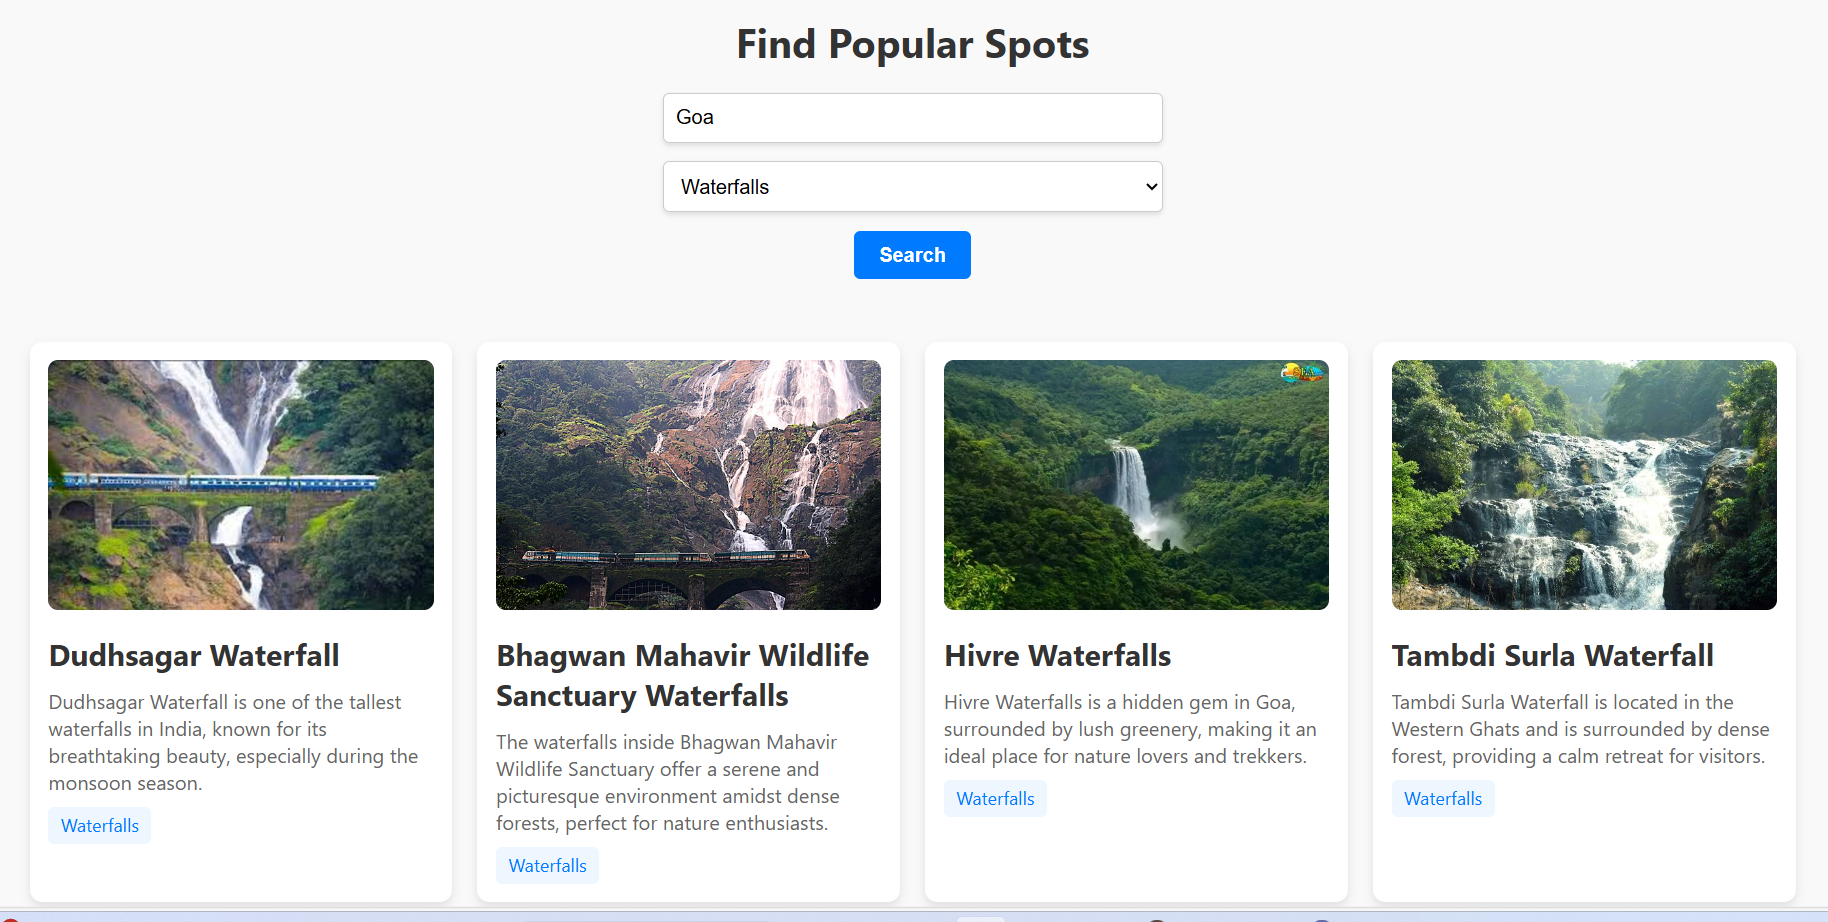 Find Popular Spots
Goa
Waterfalls
Search
Dudhsagar Waterfall
Dudhsagar Waterfall is one of the tallest
waterfalls in India, known for its
breathtaking beauty, especially during the
monsoon season.
Waterfalls
Bhagwan Mahavir Wildlife
Sanctuary Waterfalls
The waterfalls inside Bhagwan Mahavir
Wildlife Sanctuary offer a serene and
picturesque environment amidst dense
forests, perfect for nature enthusiasts.
Waterfalls
Hivre Waterfalls
Hivre Waterfalls is a hidden gem in Goa,
surrounded by lush greenery, making it an
ideal place for nature lovers and trekkers.
Waterfalls
Tambdi Surla Waterfall
Tambdi Surla Waterfall is located in the
Western Ghats and is surrounded by dense
forest, providing a calm retreat for visitors.
Waterfalls